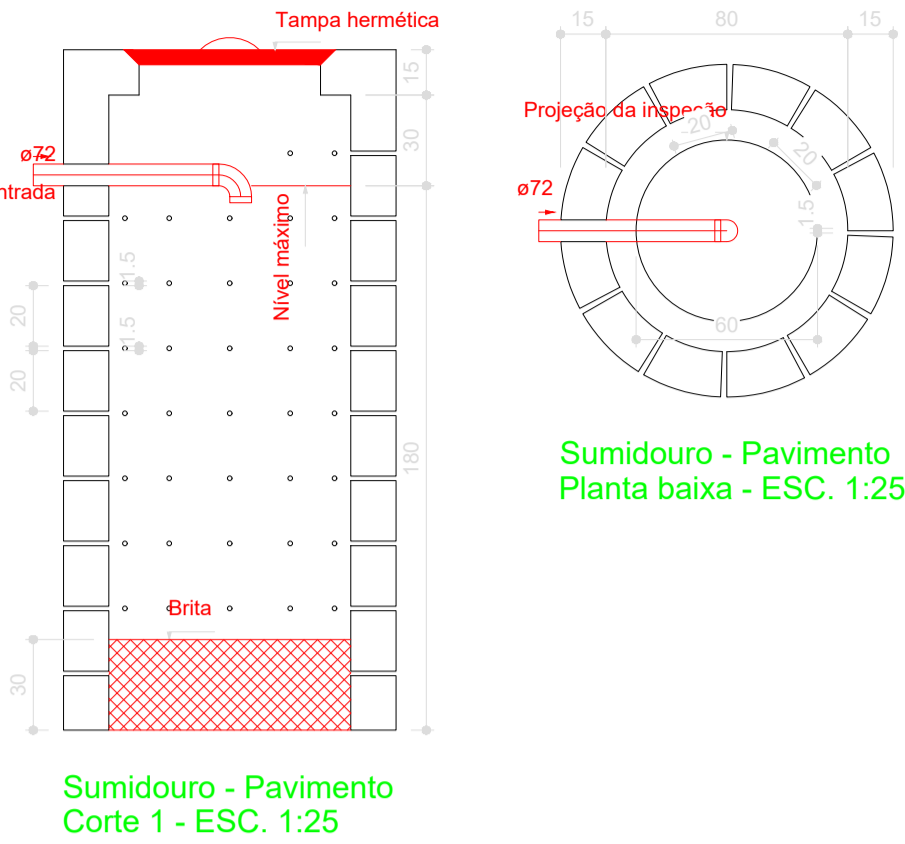 Tampa hermética
15
30
ø72
ntrada
Nível máximo
1.5
20
1.5
20
180
Brita
30
Sumidouro - Pavimento
Corte 1 - ESC. 1:25
15
80
15
Projeção da inspeção
20
20
ø72
1.5
60
Sumidouro - Pavimento
Planta baixa - ESC. 1:25